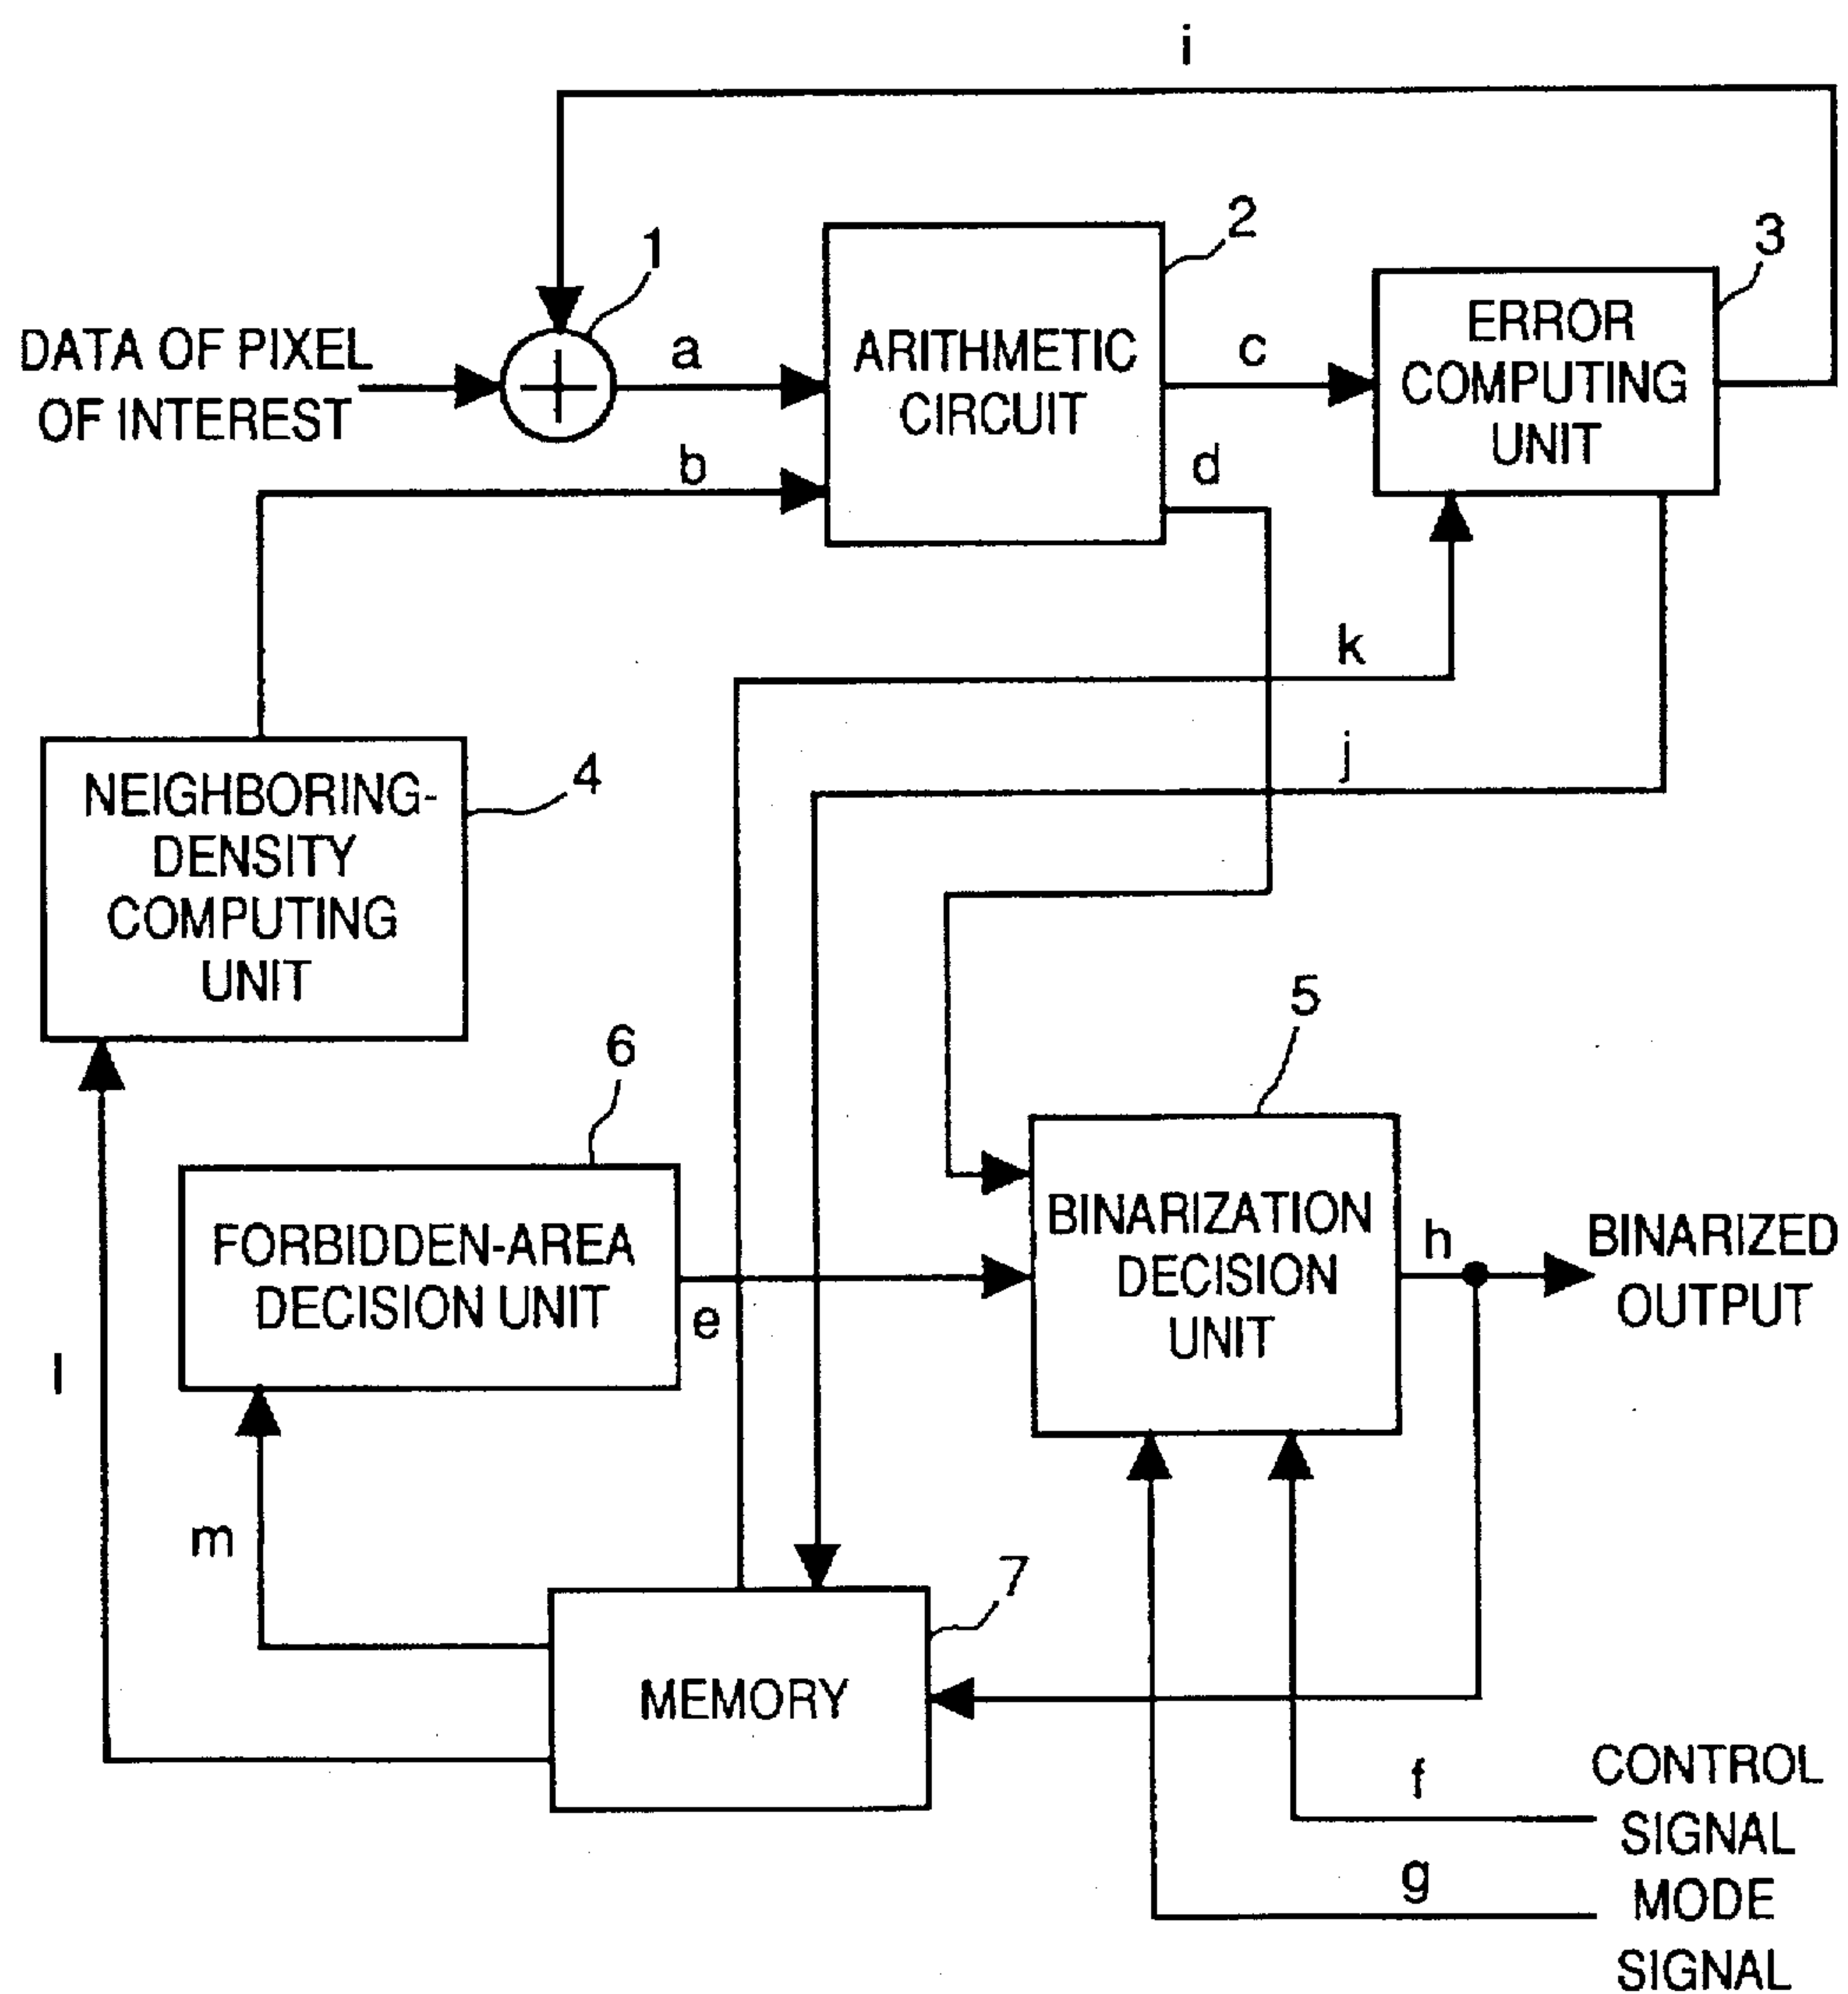 i
1
2
3
DATA OF PIXEL
OF INTEREST
a
ARITHMETIC
CIRCUIT
c
ERROR
COMPUTING
UNIT
b
d
k
j
NEIGHBORING-
DENSITY
COMPUTING
UNIT
4
5
6
FORBIDDEN-AREA
DECISION UNIT
e
BINARIZATION
DECISION
UNIT
h
BINARIZED
OUTPUT
l
m
7
MEMORY
f
CONTROL
SIGNAL
g
MODE
SIGNAL